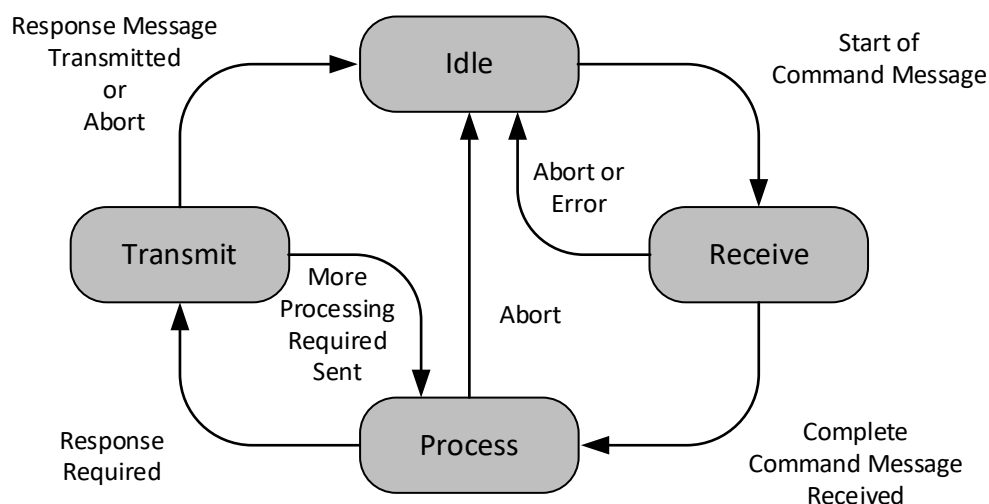 Response Message
Transmitted
or
Abort
Idle
Start of
Command Message
Abort or
Error
Transmit
Receive
More
Processing
Required
Sent
Abort
Response
Required
Process
Complete
Command Message
Received